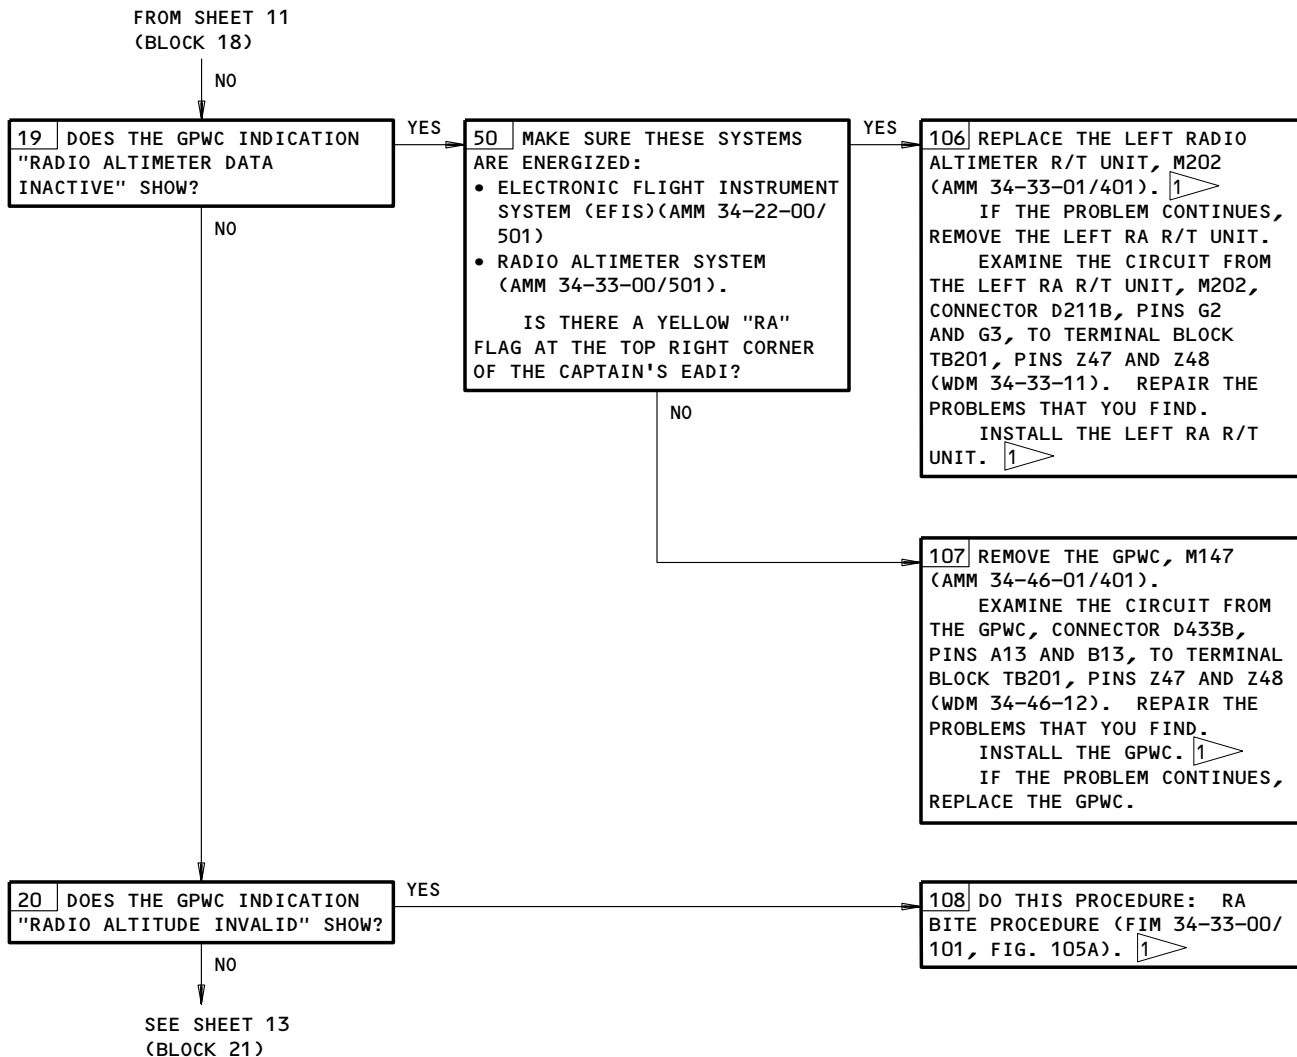 FROM SHEET 11
(BLOCK 18)
NO
19 DOES THE GPWC INDICATION
"RADIO ALTIMETER DATA
INACTIVE" SHOW?
YES
NO
50 MAKE SURE THESE SYSTEMS
ARE ENERGIZED:
• ELECTRONIC FLIGHT INSTRUMENT
SYSTEM (EFIS)(AMM 34-22-00/
501)
• RADIO ALTIMETER SYSTEM
(AMM 34-33-00/501).
IS THERE A YELLOW "RA"
FLAG AT THE TOP RIGHT CORNER
OF THE CAPTAIN'S EADI?
YES
NO
106 REPLACE THE LEFT RADIO
ALTIMETER R/T UNIT, M202
(AMM 34-33-01/401). 1
IF THE PROBLEM CONTINUES,
REMOVE THE LEFT RA R/T UNIT.
EXAMINE THE CIRCUIT FROM
THE LEFT RA R/T UNIT, M202,
CONNECTOR D211B, PINS G2
AND G3, TO TERMINAL BLOCK
TB201, PINS Z47 AND Z48
(WDM 34-33-11). REPAIR THE
PROBLEMS THAT YOU FIND.
INSTALL THE LEFT RA R/T
UNIT. 1
107 REMOVE THE GPWC, M147
(AMM 34-46-01/401).
EXAMINE THE CIRCUIT FROM
THE GPWC, CONNECTOR D433B,
PINS A13 AND B13, TO TERMINAL
BLOCK TB201, PINS Z47 AND Z48
(WDM 34-46-12). REPAIR THE
PROBLEMS THAT YOU FIND.
INSTALL THE GPWC. 1
IF THE PROBLEM CONTINUES,
REPLACE THE GPWC.
20 DOES THE GPWC INDICATION
"RADIO ALTITUDE INVALID" SHOW?
YES
NO
108 DO THIS PROCEDURE: RA
BITE PROCEDURE (FIM 34-33-00/
101, FIG. 105A). 1
SEE SHEET 13
(BLOCK 21)